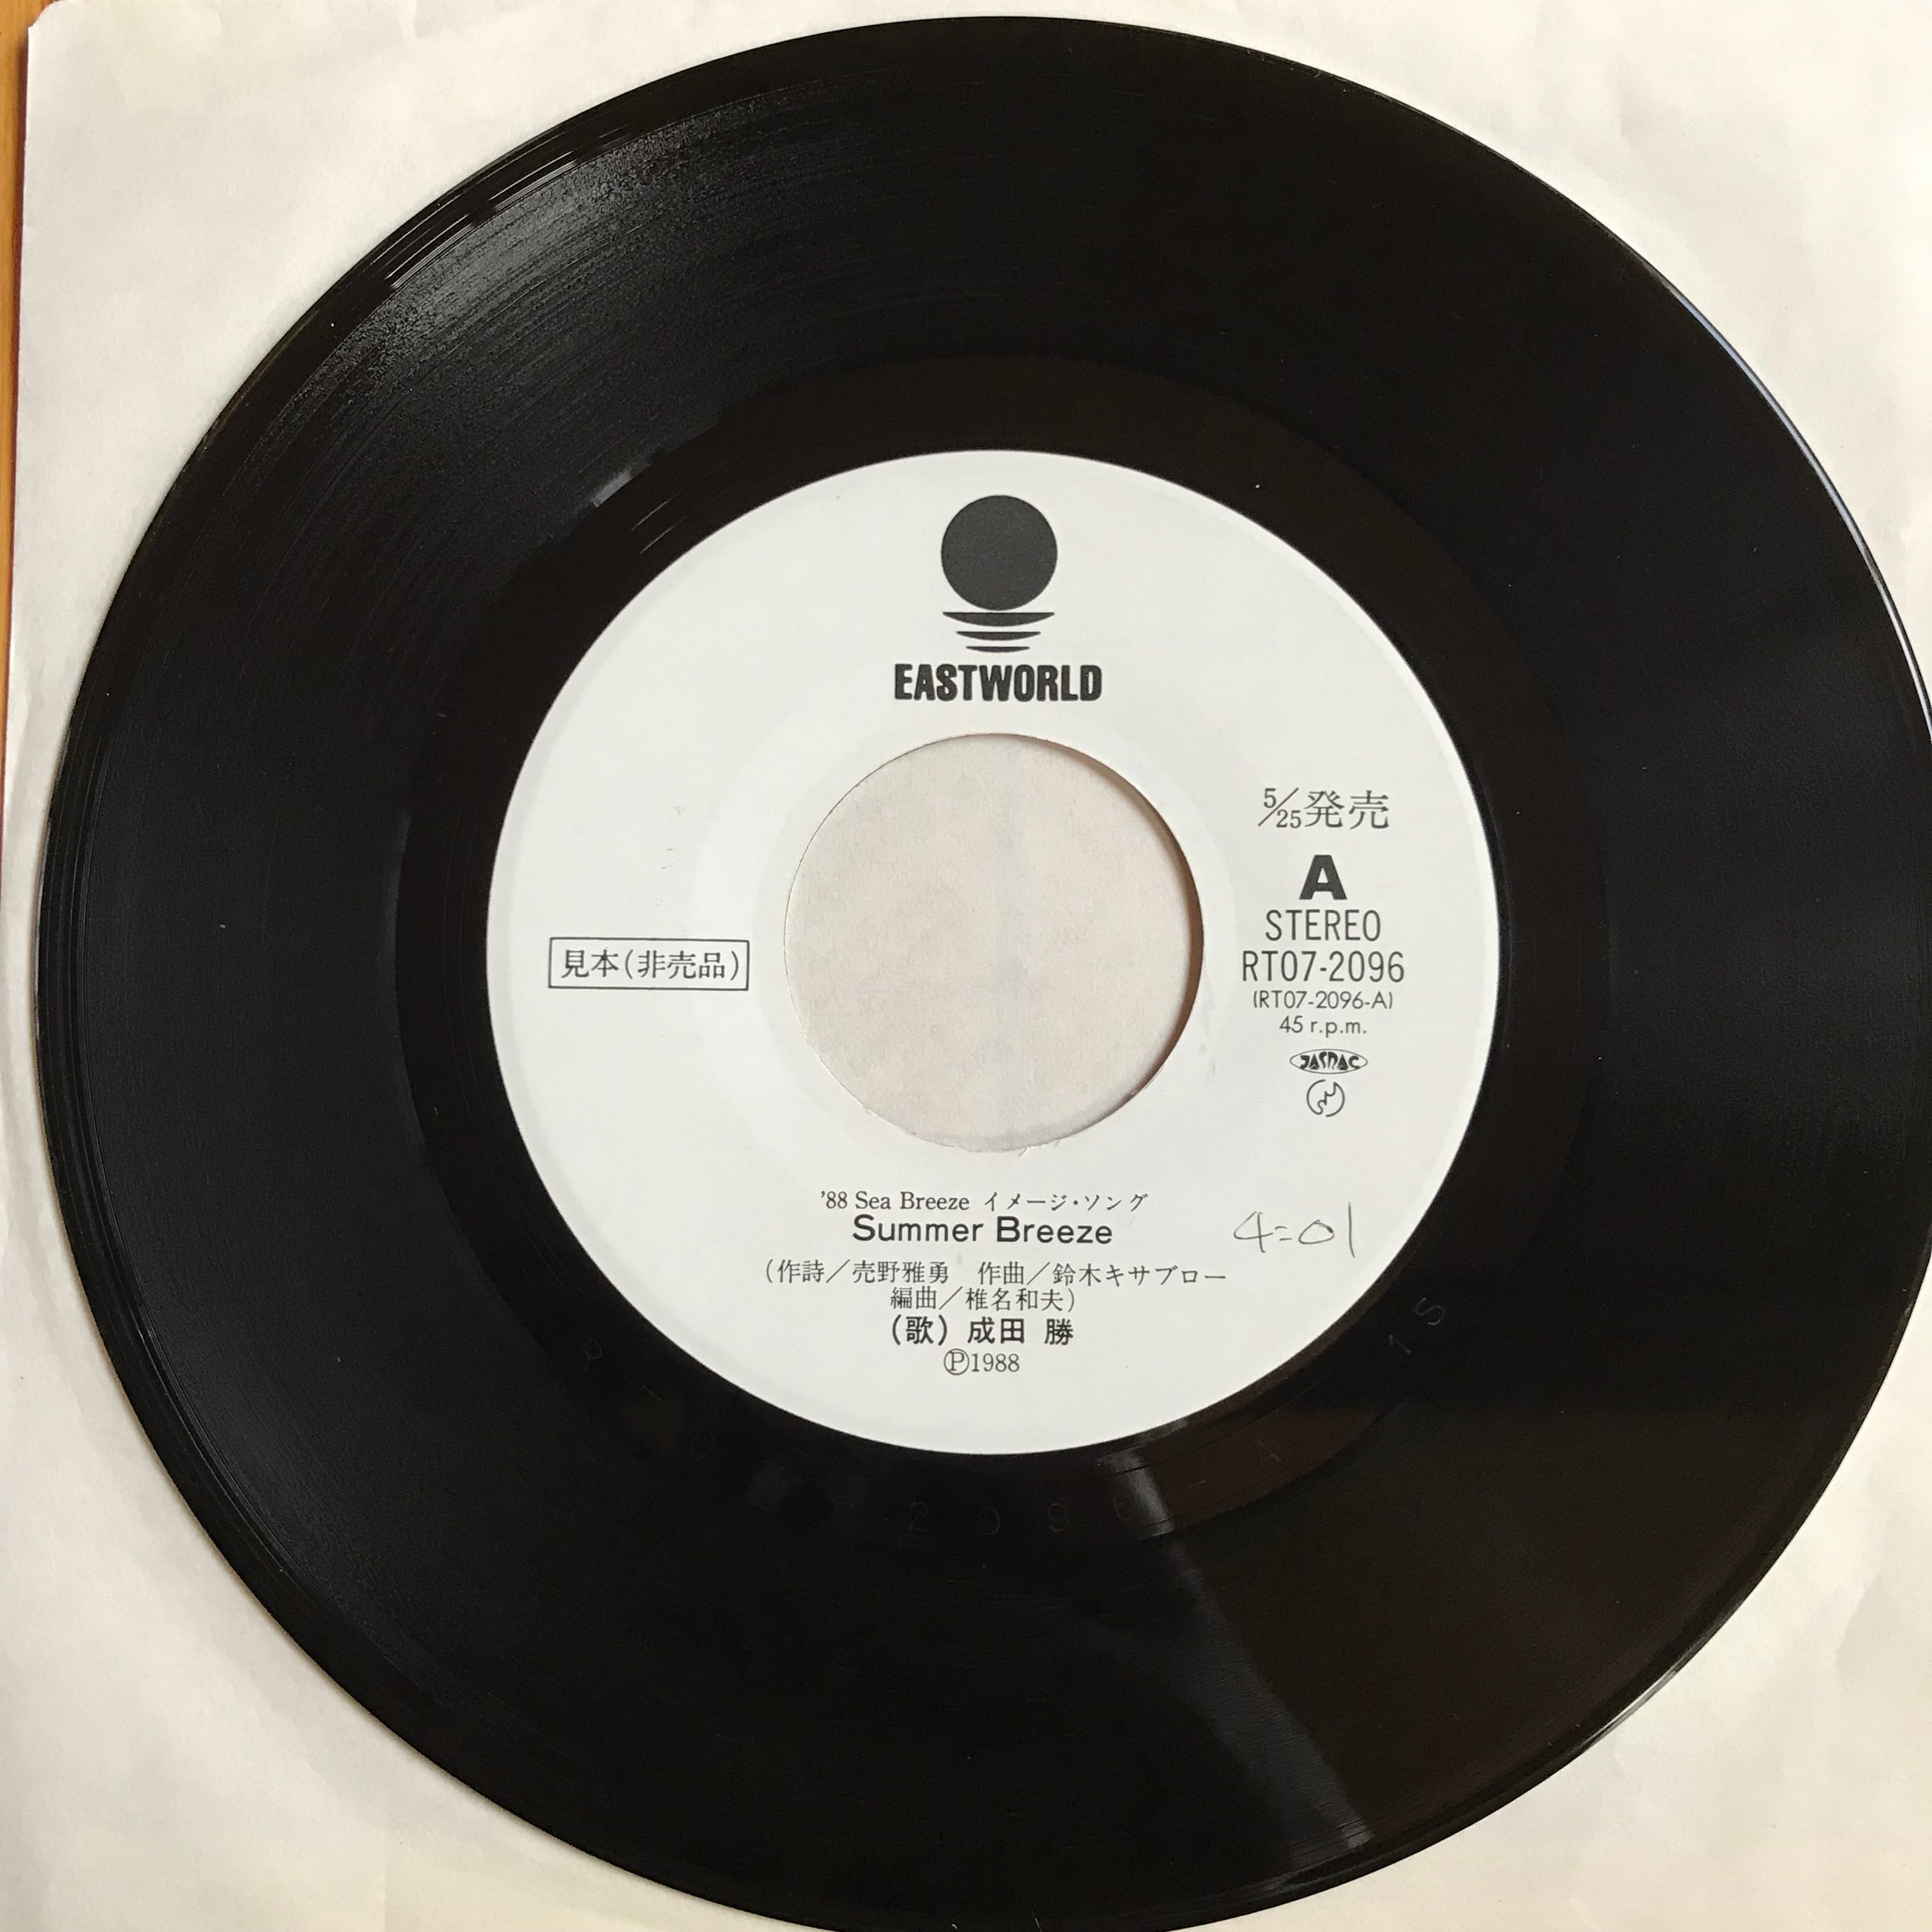 EASTWORLD
5/25発売
A
STEREO
見本(非売品)
RT07-2096
(RT07-2096-A)
45 r.p.m.
JASRAC
'88 Sea Breeze イメージ・ソング
Summer Breeze
4=01
(作詩/売野雅勇 作曲/鈴木キサブロー
編曲/椎名和夫)
(歌) 成田 勝
Ⓟ1988
2096
1S